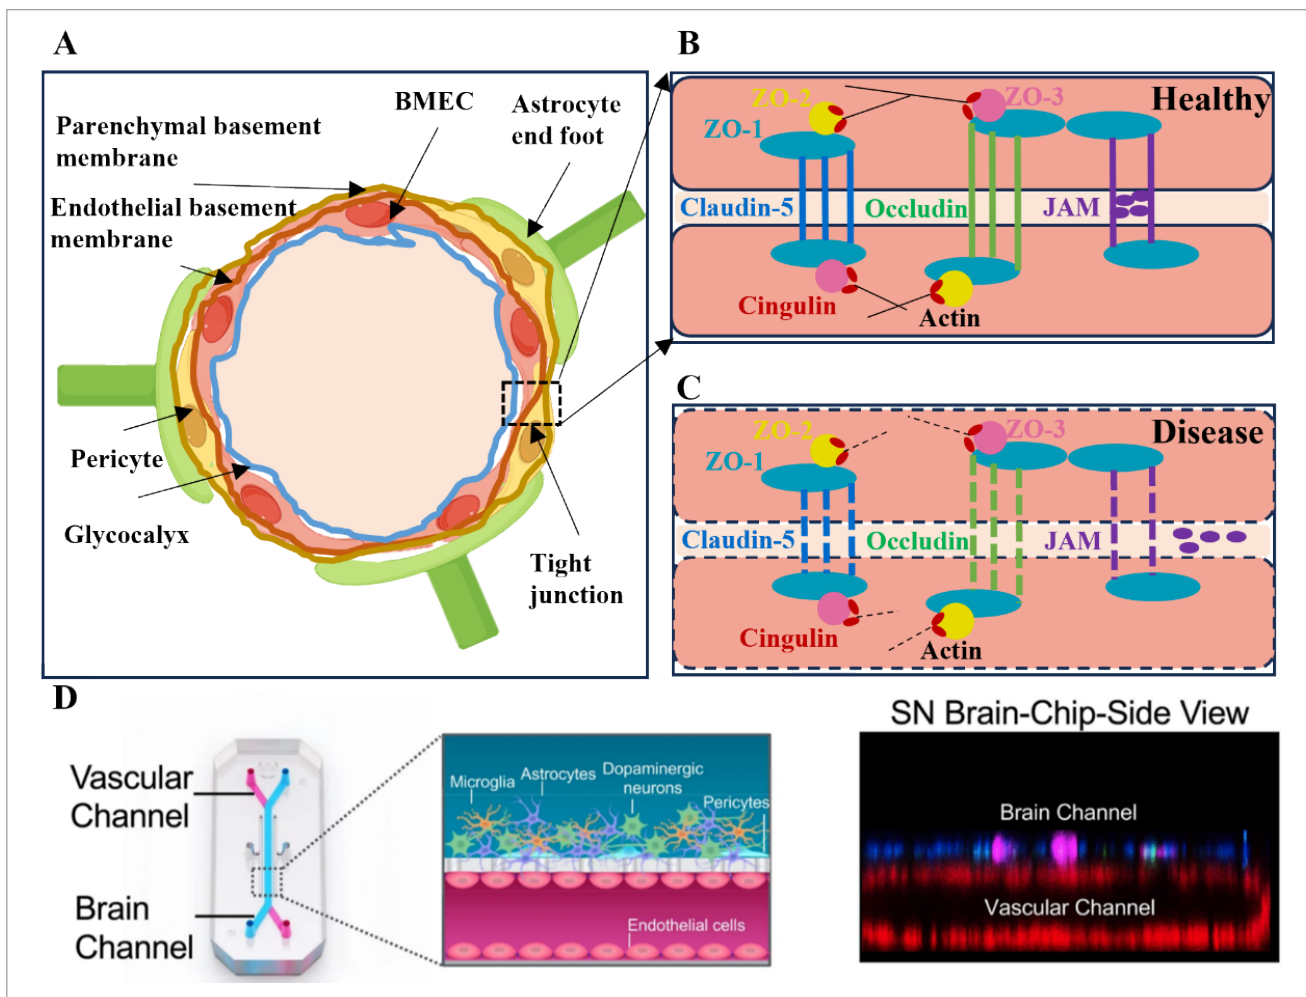 A
Parenchymal basement
membrane
BMEC
Astrocyte
end foot
Endothelial basement
membrane
Pericyte
Glycocalyx
Tight
junction
B
ZO-2
ZO-3
Healthy
ZO-1
Claudin-5
Occludin
JAM
Cingulin
Actin
C
ZO-2
ZO-3
Disease
ZO-1
Claudin-5
Occludin
JAM
Cingulin
Actin
D
Vascular
Channel
Brain
Channel
Microglia
Astrocytes
Dopaminergic
neurons
Pericytes
Endothelial cells
SN Brain-Chip-Side View
Brain Channel
Vascular Channel